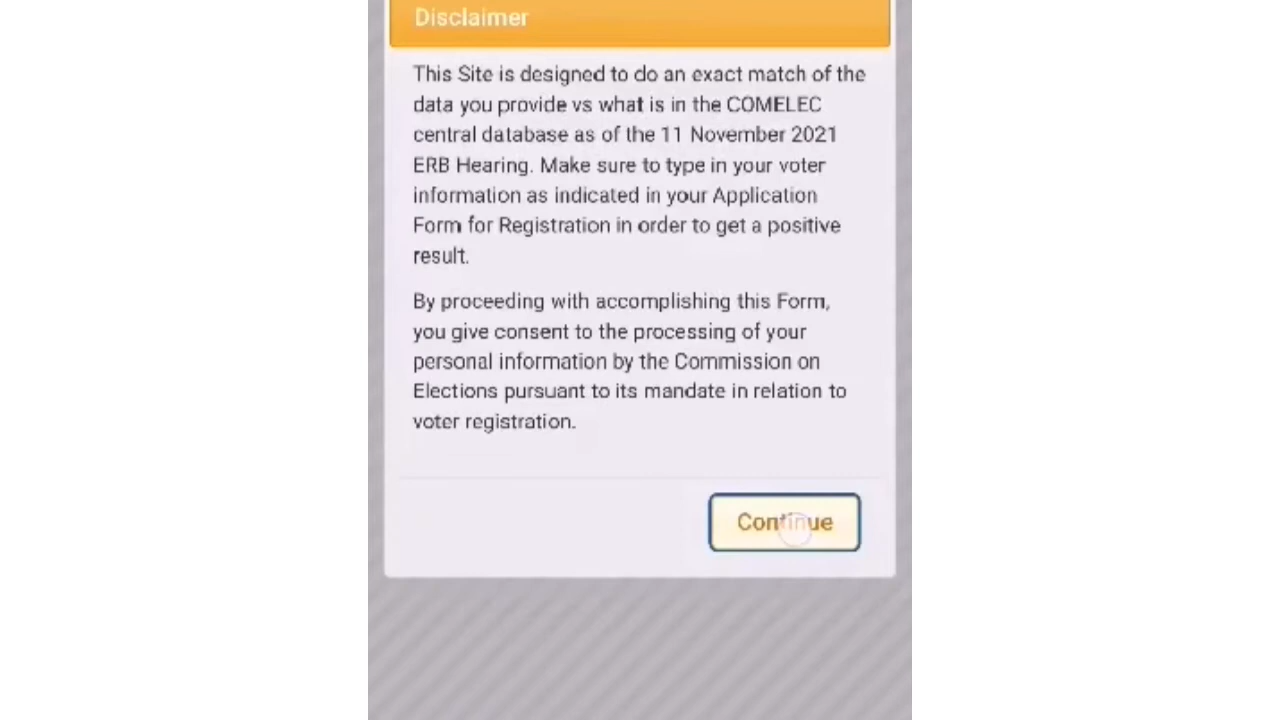 Disclaimer
This Site is designed to do an exact match of the
data you provide vs what is in the COMELEC
central database as of the 11 November 2021
ERB Hearing. Make sure to type in your voter
information as indicated in your Application
Form for Registration in order to get a positive
result.
By proceeding with accomplishing this Form,
you give consent to the processing of your
personal information by the Commission on
Elections pursuant to its mandate in relation to
voter registration.
Continue